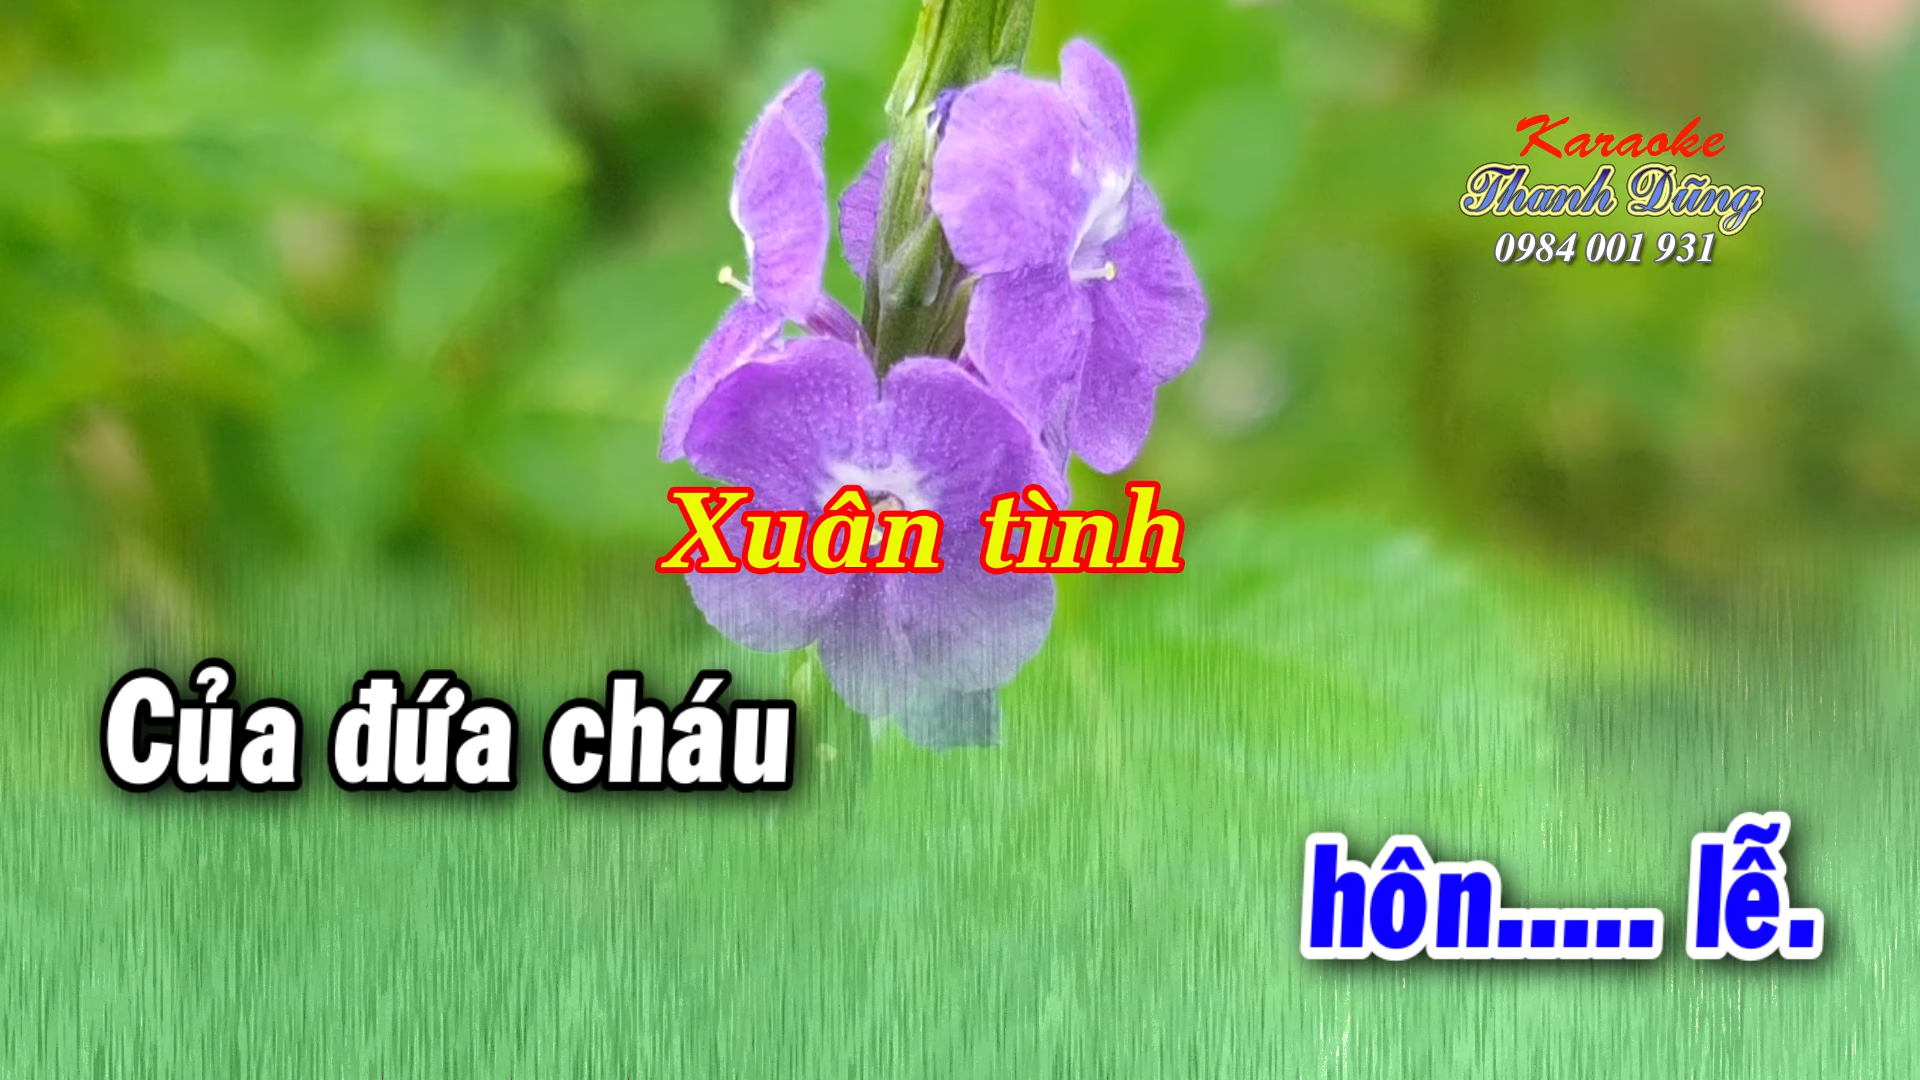 Karaoke
Thanh Dũng
0984 001 931
Xuân tình
Của đứa cháu
hôn..... lễ.